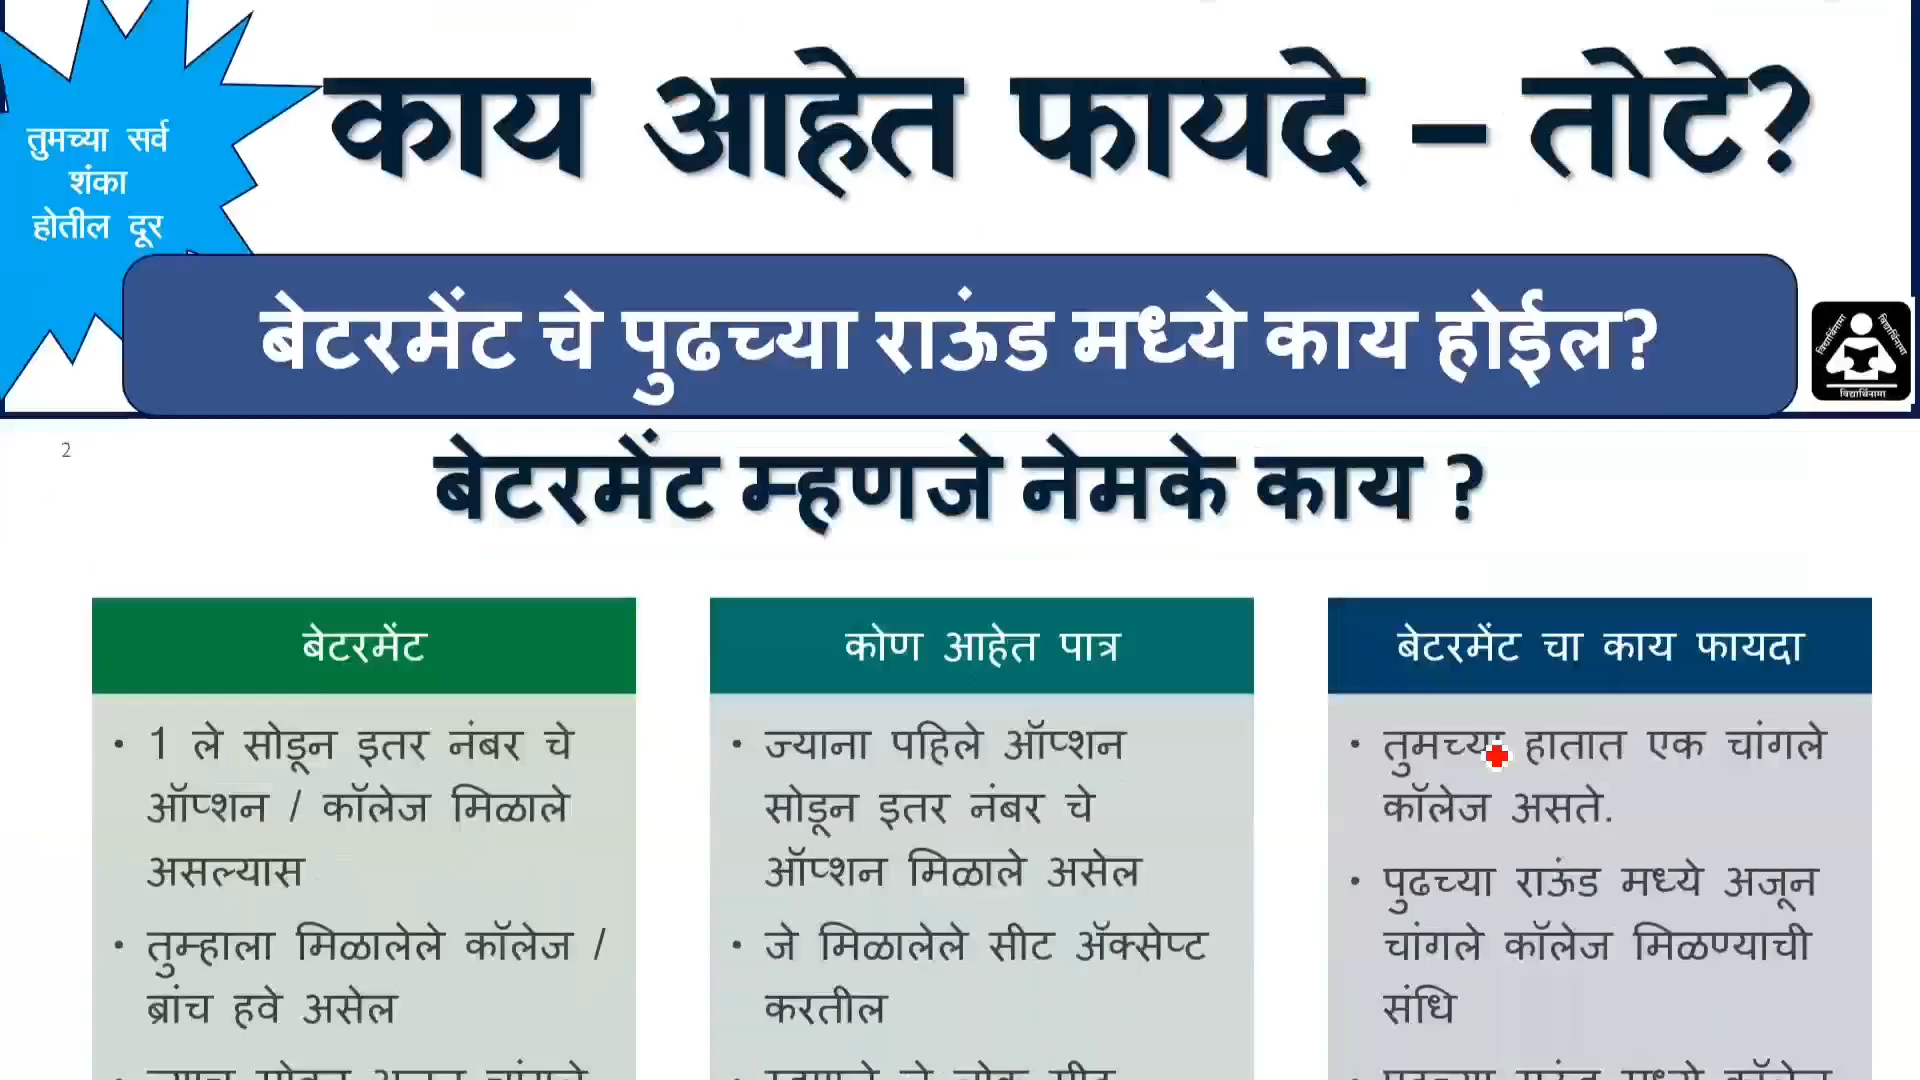 तुमच्या सर्व
शंका
होतील दूर
काय आहेत फायदे – तोटे?
बेटरमेंट चे पुढच्या राऊंड मध्ये काय होईल?
विद्यार्थिनामा
2
बेटरमेंट म्हणजे नेमके काय ?
बेटरमेंट
• 1 ले सोडून इतर नंबर चे
ऑप्शन / कॉलेज मिळाले
असल्यास
• तुम्हाला मिळालेले कॉलेज /
ब्रांच हवे असेल
कोण आहेत पात्र
• ज्याना पहिले ऑप्शन
सोडून इतर नंबर चे
ऑप्शन मिळाले असेल
• जे मिळालेले सीट ॲक्सेप्ट
करतील
बेटरमेंट चा काय फायदा
• तुमच्या हातात एक चांगले
कॉलेज असते.
• पुढच्या राऊंड मध्ये अजून
चांगले कॉलेज मिळण्याची
संधि